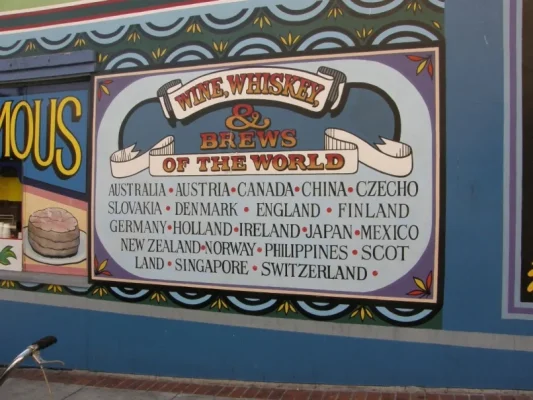 MOUS
WINE, WHISKEY,
&
BREWS
OF THE WORLD
AUSTRALIA • AUSTRIA • CANADA • CHINA • CZECHO
SLOVAKIA • DENMARK • ENGLAND • FINLAND
GERMANY • HOLLAND • IRELAND • JAPAN • MEXICO
NEW ZEALAND • NORWAY • PHILIPPINES • SCOT
LAND • SINGAPORE • SWITZERLAND •